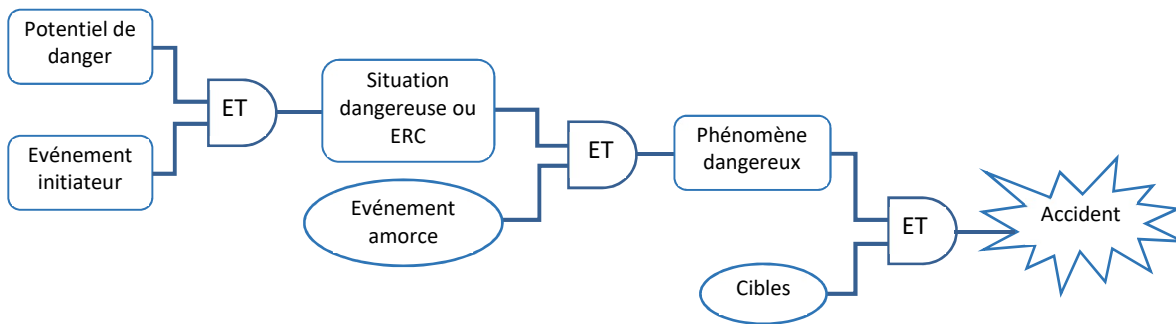 Potentiel de
danger
ET
Evénement
initiateur
Situation
dangereuse ou
ERC
ET
Evénement
amorce
Phénomène
dangereux
ET
Cibles
Accident